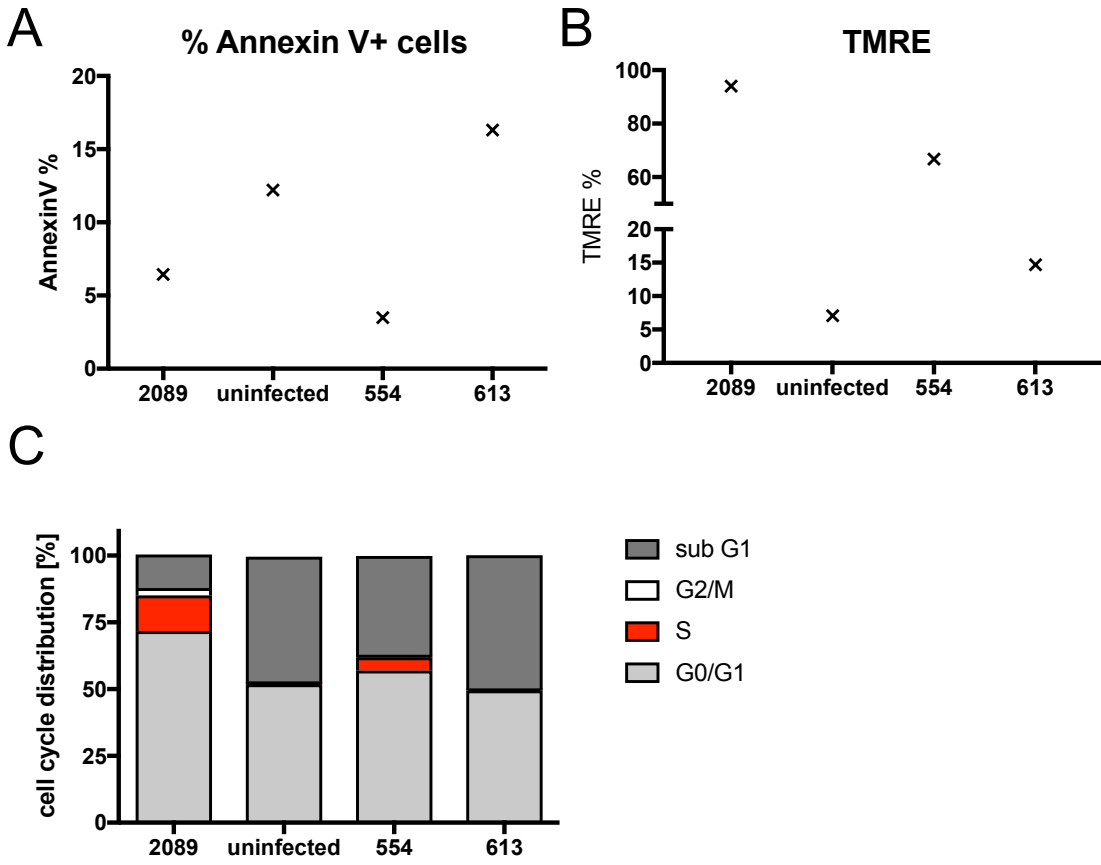 A
% Annexin V+ cells
AnnexinV %
20
15
10
5
0
2089 uninfected 554 613
B
TMRE
TMRE %
100
80
60
20
15
10
5
0
2089 uninfected 554 613
C
cell cycle distribution [%]
100
75
50
25
0
2089 uninfected 554 613
sub G1
G2/M
S
G0/G1